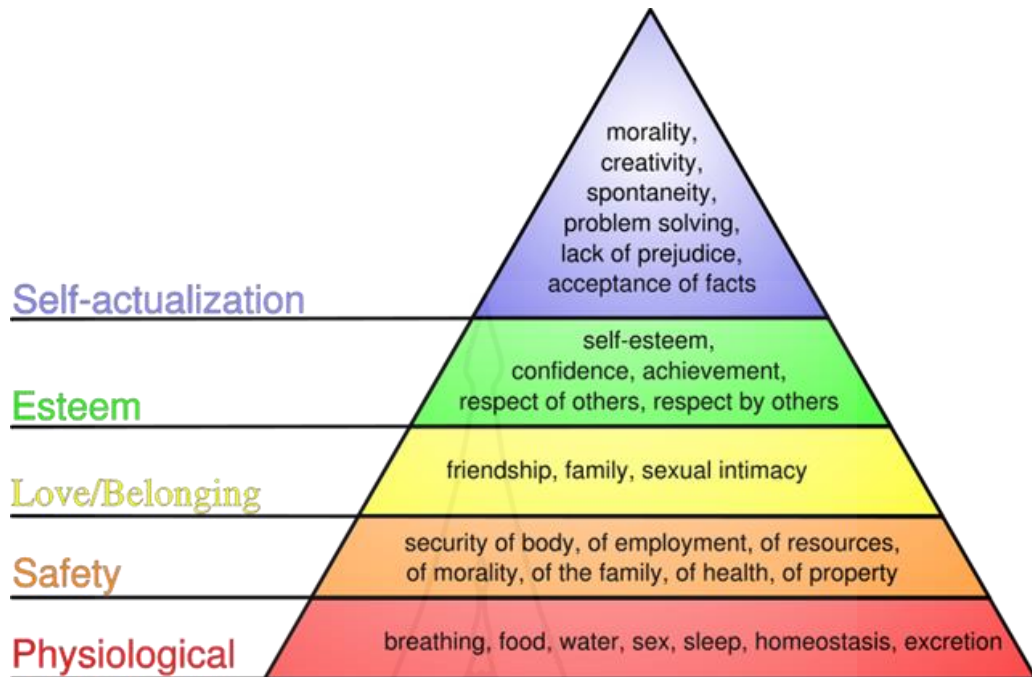 morality,
creativity,
spontaneity,
problem solving,
lack of prejudice,
acceptance of facts
Self-actualization
self-esteem,
confidence, achievement,
respect of others, respect by others
Esteem
friendship, family, sexual intimacy
Love/Belonging
security of body, of employment, of resources,
of morality, of the family, of health, of property
Safety
breathing, food, water, sex, sleep, homeostasis, excretion
Physiological